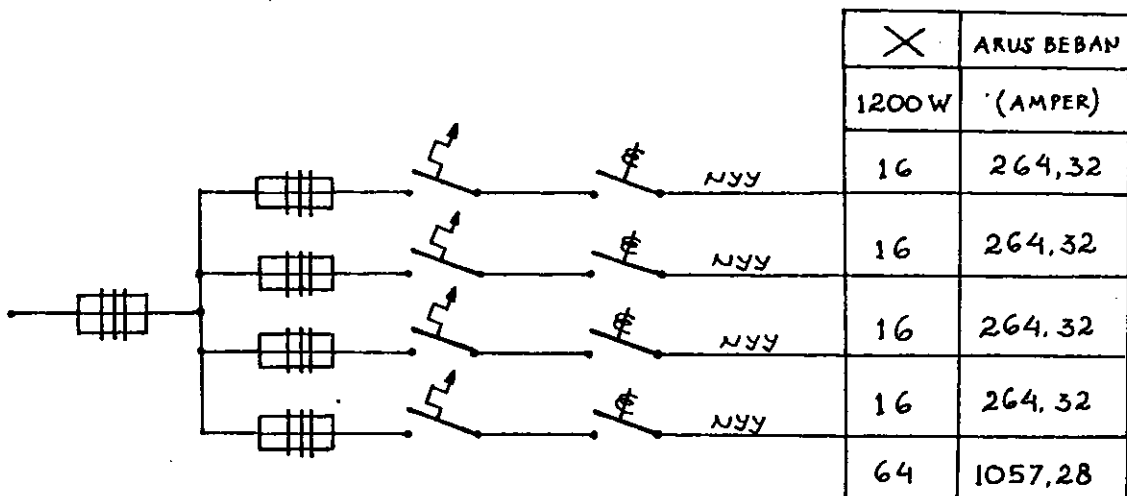 ARUS BEBAN
1200 W (AMPER)
NYY 16 264,32
NYY 16 264,32
NYY 16 264.32
NYY 16 264.32
64 1057,28